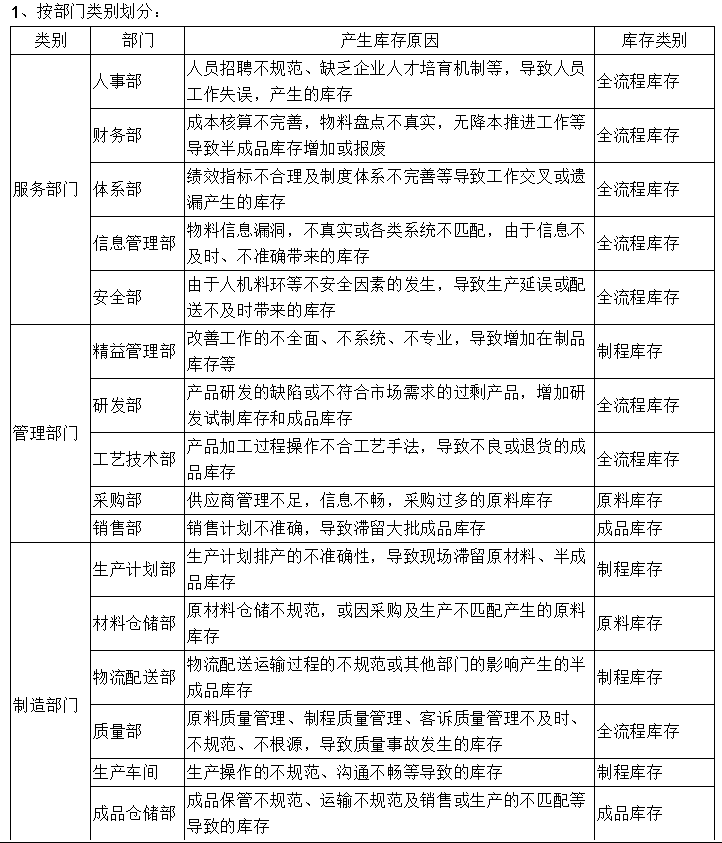 1、按部门类别划分：
类别 部门 产生库存原因 库存类别
服务部门
人事部
人员招聘不规范、缺乏企业人才培育机制等，导致人员
工作失误，产生的库存
全流程库存
财务部
成本核算不完善，物料盘点不真实，无降本推进工作等
导致半成品库存增加或报废
全流程库存
体系部
绩效指标不合理及制度体系不完善等导致工作交叉或遗
漏产生的库存
全流程库存
信息管理部
物料信息漏洞，不真实或各类系统不匹配，由于信息不
及时、不准确带来的库存
全流程库存
安全部
由于人机料环等不安全因素的发生，导致生产延误或配
送不及时带来的库存
全流程库存
管理部门
精益管理部
改善工作的不全面、不系统、不专业，导致增加在制品
库存等
制程库存
研发部
产品研发的缺陷或不符合市场需求的过剩产品，增加研
发试制库存和成品库存
全流程库存
工艺技术部
产品加工过程操作不合工艺手法，导致不良或退货的成
品库存
全流程库存
采购部 供应商管理不足，信息不畅，采购过多的原料库存 原料库存
销售部 销售计划不准确，导致滞留大批成品库存 成品库存
制造部门
生产计划部
生产计划排产的不准确性，导致现场滞留原材料、半成
品库存
制程库存
材料仓储部
原材料仓储不规范，或因采购及生产不匹配产生的原料
库存
原料库存
物流配送部
物流配送运输过程的不规范或其他部门的影响产生的半
成品库存
制程库存
质量部
原料质量管理、制程质量管理、客诉质量管理不及时、
不规范、不根源，导致质量事故发生的库存
全流程库存
生产车间 生产操作的不规范、沟通不畅等导致的库存 制程库存
成品仓储部
成品保管不规范、运输不规范及销售或生产的不匹配等
导致的库存
成品库存